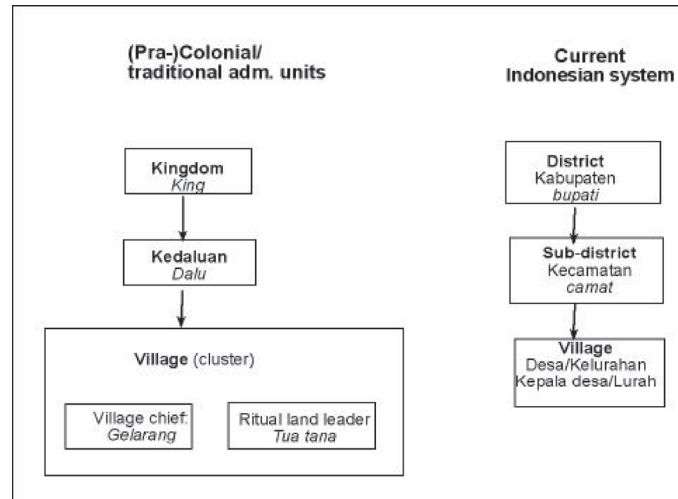 (Pra-)Colonial/
traditional adm. units
Kingdom
King
Kedaluan
Dalu
Village (cluster)
Village chief:
Gelarang
Ritual land leader
Tua tana
Current
Indonesian system
District
Kabupaten
bupati
Sub-district
Kecamatan
camat
Village
Desa/Kelurahan
Kepala desa/Lurah